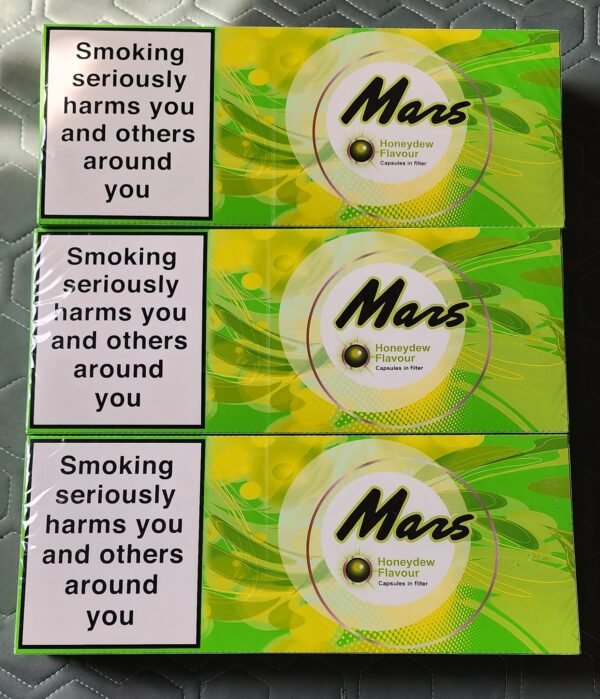 Smoking
seriously
harms you
and others
around
you
Mars
Honeydew
Flavour
Capsules in filter
Smoking
seriously
harms you
and others
around
you
Mars
Honeydew
Flavour
Capsules in filter
Smoking
seriously
harms you
and others
around
you
Mars
Honeydew
Flavour
Capsules in filter